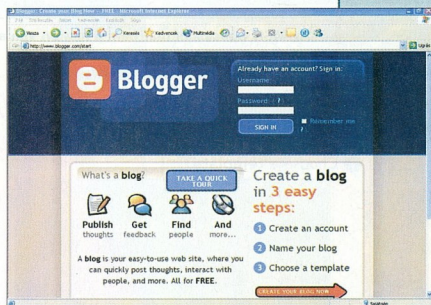 Blogger: Create your Blog Now -- FREE - Microsoft Internet Explorer
Vissza
Keresés
Kedvencek
Multimédia
http://www.blogger.com/start
Blogger
Already have an account? Sign in:
Username:
Password: ( ? )
SIGN IN
Remember me
?
What's a blog?
TAKE A QUICK TOUR
Publish
thoughts
Get
feedback
Find
people
And
more...
A blog is your easy-to-use web site, where you
can quickly post thoughts, interact with
people, and more. All for FREE.
Create a blog
in 3 easy
steps:
1 Create an account
2 Name your blog
3 Choose a template
CREATE YOUR BLOG NOW